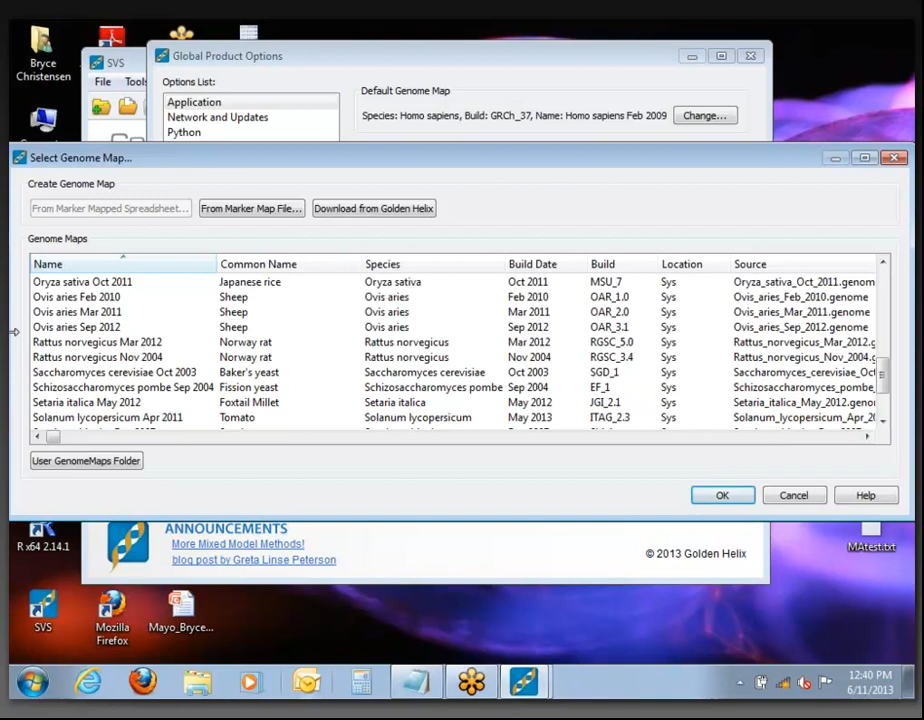 Bryce
Christensen
SVS
File Tools
Global Product Options
Options List:
Application
Network and Updates
Python
Default Genome Map
Species: Homo sapiens, Build: GRCh_37, Name: Homo sapiens Feb 2009
Change...
Select Genome Map...
Create Genome Map
From Marker Mapped Spreadsheet... From Marker Map File... Download from Golden Helix
Genome Maps
Name Common Name Species Build Date Build Location Source
Oryza sativa Oct 2011 Japanese rice Oryza sativa Oct 2011 MSU_7 Sys Oryza_sativa_Oct_2011.genom
Ovis aries Feb 2010 Sheep Ovis aries Feb 2010 OAR_1.0 Sys Ovis_aries_Feb_2010.genome
Ovis aries Mar 2011 Sheep Ovis aries Mar 2011 OAR_2.0 Sys Ovis_aries_Mar_2011.genome
Ovis aries Sep 2012 Sheep Ovis aries Sep 2012 OAR_3.1 Sys Ovis_aries_Sep_2012.genome
Rattus norvegicus Mar 2012 Norway rat Rattus norvegicus Mar 2012 RGSC_5.0 Sys Rattus_norvegicus_Mar_2012.g
Rattus norvegicus Nov 2004 Norway rat Rattus norvegicus Nov 2004 RGSC_3.4 Sys Rattus_norvegicus_Nov_2004.g
Saccharomyces cerevisiae Oct 2003 Baker's yeast Saccharomyces cerevisiae Oct 2003 SGD_1 Sys Saccharomyces_cerevisiae_Oct
Schizosaccharomyces pombe Sep 2004 Fission yeast Schizosaccharomyces pombe Sep 2004 EF_1 Sys Schizosaccharomyces_pombe_
Setaria italica May 2012 Foxtail Millet Setaria italica May 2012 JGI_2.1 Sys Setaria_italica_May_2012.genor
Solanum lycopersicum Apr 2011 Tomato Solanum lycopersicum May 2013 ITAG_2.3 Sys Solanum_lycopersicum_Apr_20
User GenomeMaps Folder
OK Cancel Help
R x64 2.14.1
ANNOUNCEMENTS
More Mixed Model Methods!
blog post by Greta Linse Peterson
© 2013 Golden Helix
MAtest.txt
SVS
Mozilla
Firefox
Mayo_Bryce...
12:40 PM
6/11/2013